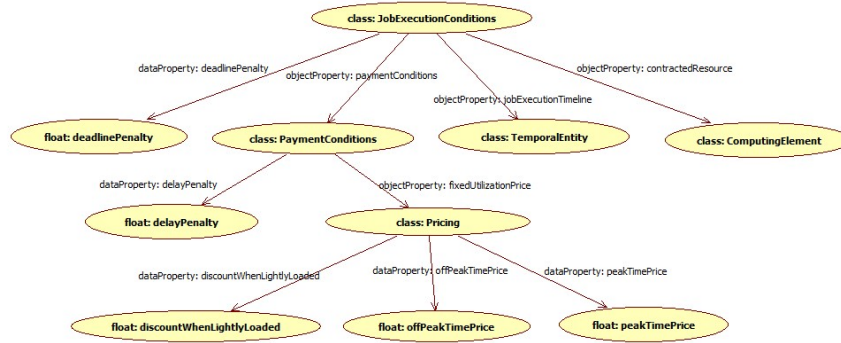 class: JobExecutionConditions
dataProperty: deadlinePenalty
objectProperty: paymentConditions
objectProperty: contractedResource
objectProperty: jobExecutionTimeline
float: deadlinePenalty
class: PaymentConditions
class: TemporalEntity
class: ComputingElement
dataProperty: delayPenalty
objectProperty: fixedUtilizationPrice
float: delayPenalty
class: Pricing
dataProperty: discountWhenLightlyLoaded
dataProperty: offPeakTimePrice
dataProperty: peakTimePrice
float: discountWhenLightlyLoaded
float: offPeakTimePrice
float: peakTimePrice